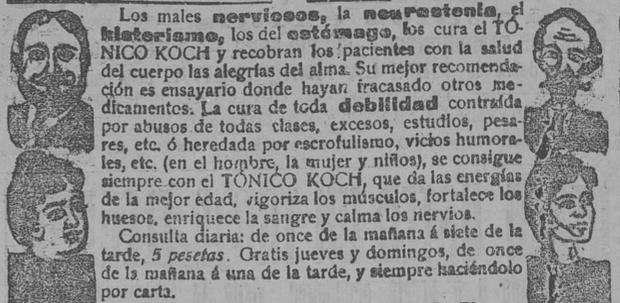 Los males nerviosos, la neurastenia, el
histerismo, los del estómago, los cura el TÓ-
NICO KOCH y recobran los pacientes con la salud
del cuerpo las alegrías del alma. Su mejor recomenda-
ción es ensayario donde hayan fracasado otros me-
dicamentos. La cura de toda debilidad contraída
por abusos de todas clases, excesos, estudios, pesa-
res, etc. ó heredada por escrofulismo, vicios humora-
les, etc. (en el hombre, la mujer y niños), se consigue
siempre con el TÓNICO KOCH, que da las energías
de la mejor edad, vigoriza los músculos, fortalece los
huesos, enriquece la sangre y calma los nervios.
Consulta diaria: de once de la mañana á siete de la
tarde, 5 pesetas. Gratis jueves y domingos, de once
de la mañana á una de la tarde, y siempre haciéndolo
por carta.